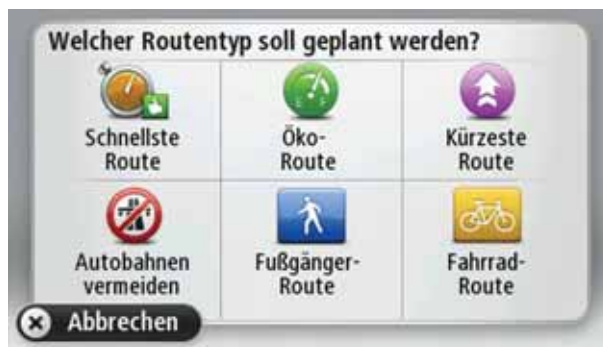 Welcher Routentyp soll geplant werden?
Schnellste
Route
Öko-
Route
Kürzeste
Route
Autobahnen
vermeiden
Fußgänger-
Route
Fahrrad-
Route
Abbrechen